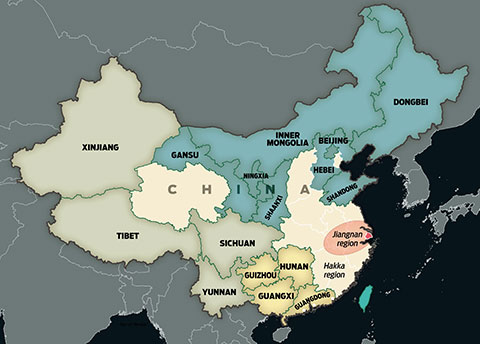 DONGBEI
INNER
MONGOLIA
BEIJING
XINJIANG
GANSU
HEBEI
NINGXIA
CHINA
SHANDONG
SHAANXI
TIBET
SICHUAN
Jiangnan
region
HUNAN
Hakka
region
GUIZHOU
YUNNAN
GUANGXI
GUANGDONG